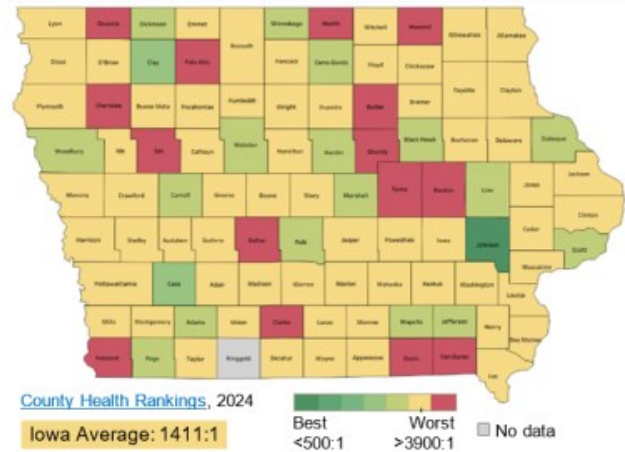 Lyon Osceola Dickinson Emmet Winnebago Worth Mitchell Howard Winneshiek Allamakee
Kossuth
Sioux O'Brien Clay Palo Alto Hancock Cerro Gordo Floyd Chickasaw
Plymouth Cherokee Buena Vista Pocahontas Humboldt Wright Franklin Butler Bremer Fayette Clayton
Woodbury Ida Sac Calhoun Webster Hamilton Hardin Grundy Black Hawk Buchanan Delaware Dubuque
Monona Crawford Carroll Greene Boone Story Marshall Tama Benton Linn Jones Jackson
Clinton
Harrison Shelby Audubon Guthrie Dallas Polk Jasper Poweshiek Iowa Johnson Cedar Scott
Muscatine
Pottawattamie Cass Adair Madison Warren Marion Mahaska Keokuk Washington Louisa
Mills Montgomery Adams Union Clarke Lucas Monroe Wapello Jefferson Henry Des Moines
Fremont Page Taylor Ringgold Decatur Wayne Appanoose Davis Van Buren Lee
County Health Rankings, 2024
Iowa Average: 1411:1
Best Worst
<500:1 >3900:1
No data